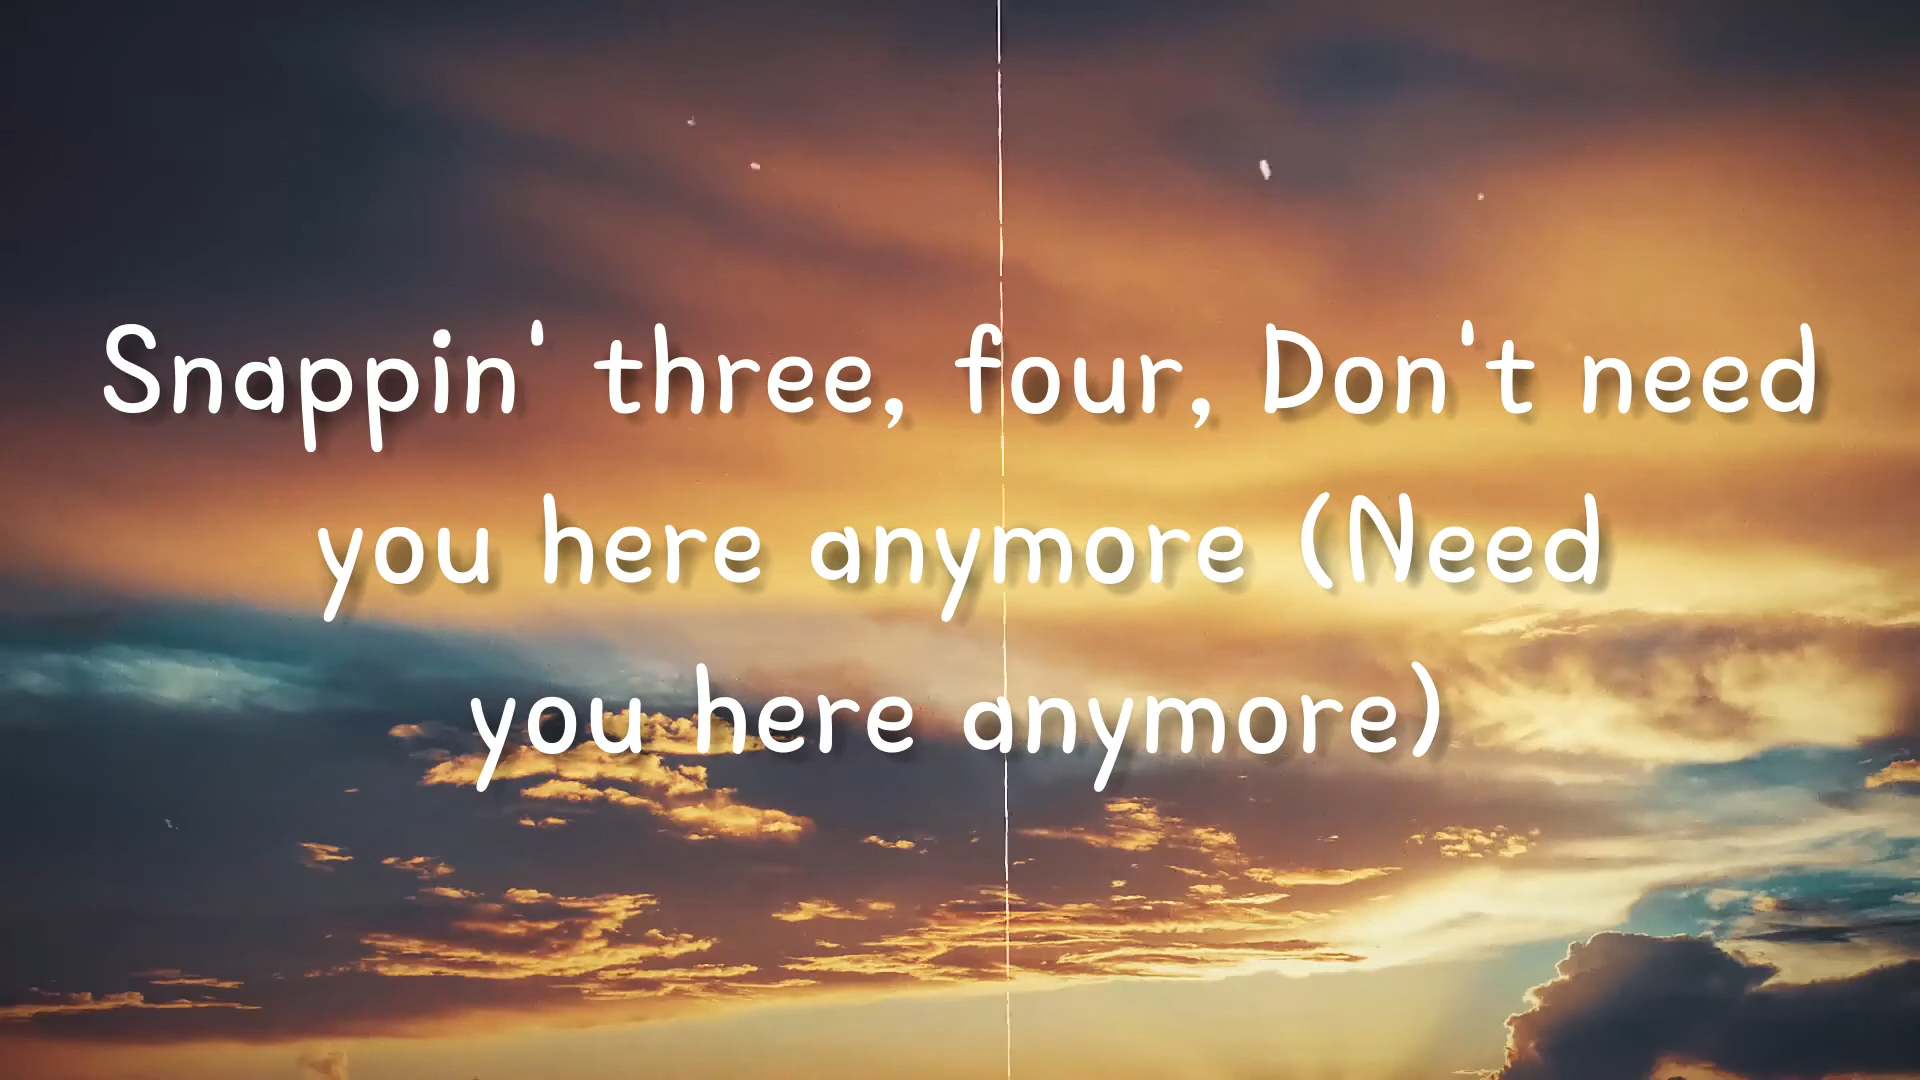 Snappin' three, four, Don't need
you here anymore (Need
you here anymore)